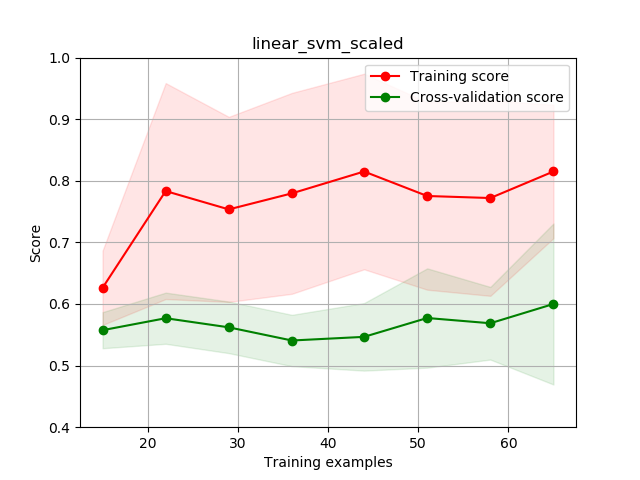 linear_svm_scaled
Training score
Cross-validation score
1.0
0.9
0.8
0.7
0.6
0.5
0.4
Score
20
30
40
50
60
Training examples